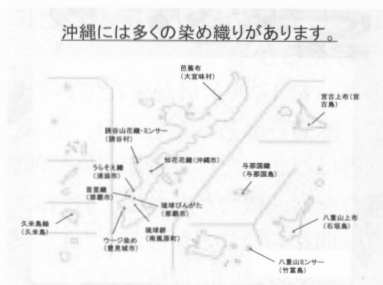 沖縄には多くの染め織りがあります。
芭蕉布
(大宜味村)
宮古上布(宮
古島)
読谷山花織・ミンサー
(読谷村)
知花花織(沖縄市)
うらそえ織
(浦添市)
与那国織
(与那国島)
首里織
(那覇市)
琉球びんがた
(那覇市)
久米島紬
(久米島)
琉球絣
(南風原町)
ウージ染め
(豊見城市)
八重山上布
(石垣島)
八重山ミンサー
(竹富島)